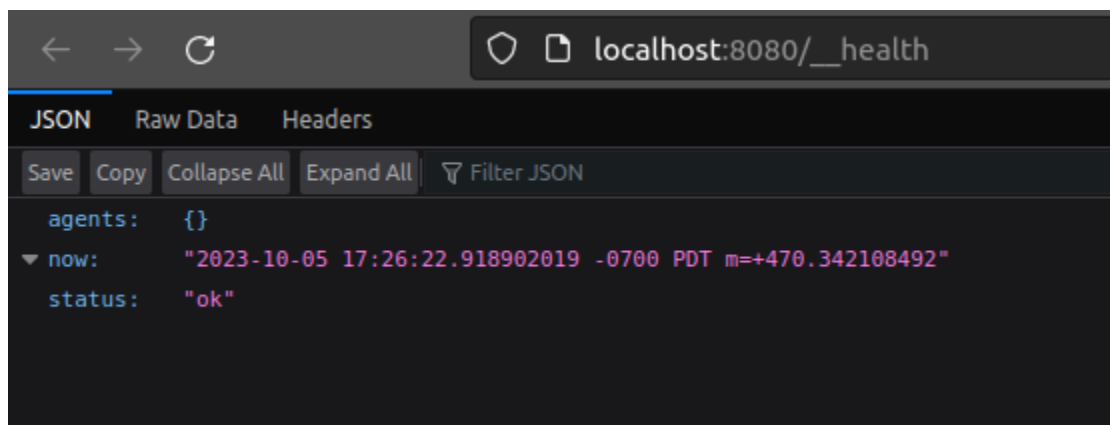 localhost:8080/__health
JSON Raw Data Headers
Save Copy Collapse All Expand All Filter JSON
agents: {}
now: "2023-10-05 17:26:22.918902019 -0700 PDT m=+470.342108492"
status: "ok"